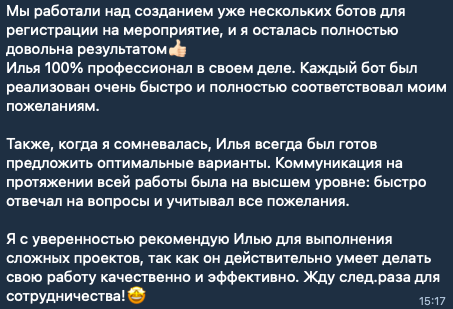 Мы работали над созданием уже нескольких ботов для
регистрации на мероприятие, и я осталась полностью
довольна результатом👍🏻
Илья 100% профессионал в своем деле. Каждый бот был
реализован очень быстро и полностью соответствовал моим
пожеланиям.
Также, когда я сомневалась, Илья всегда был готов
предложить оптимальные варианты. Коммуникация на
протяжении всей работы была на высшем уровне: быстро
отвечал на вопросы и учитывал все пожелания.
Я с уверенностью рекомендую Илью для выполнения
сложных проектов, так как он действительно умеет делать
свою работу качественно и эффективно. Жду след.раза для
сотрудничества!🤩
15:17